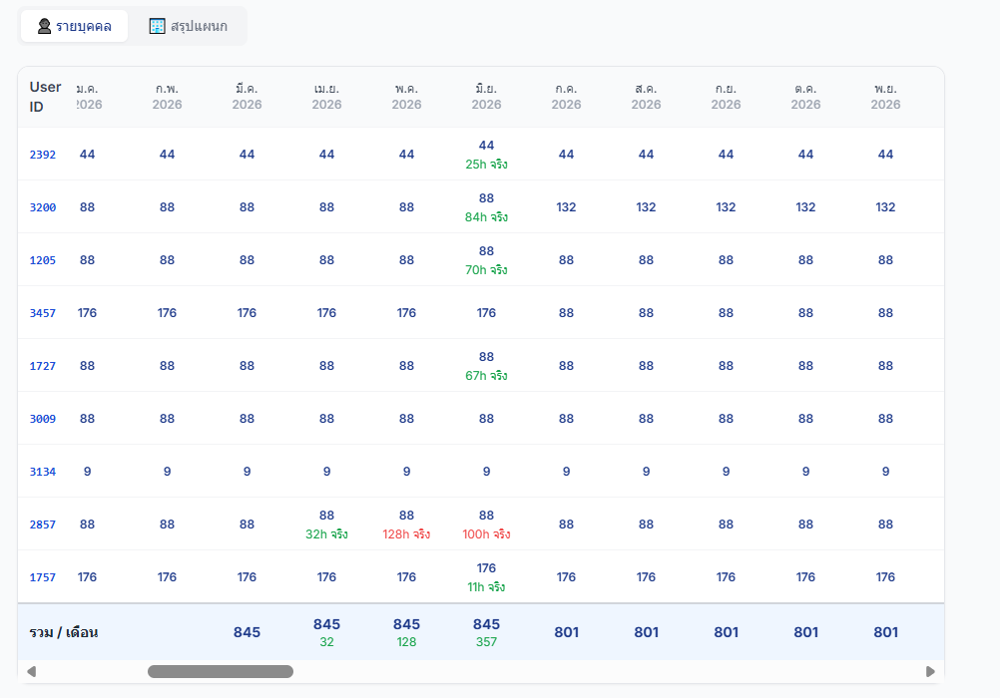 รายบุคคล สรุปแผนก
User ID ม.ค. 2026 ก.พ. 2026 มี.ค. 2026 เม.ย. 2026 พ.ค. 2026 มิ.ย. 2026 ก.ค. 2026 ส.ค. 2026 ก.ย. 2026 ต.ค. 2026 พ.ย. 2026
2392 44 44 44 44 44 44 44 44 44 44 44
25h จริง
3200 88 88 88 88 88 88 132 132 132 132 132
84h จริง
1205 88 88 88 88 88 88 88 88 88 88 88
70h จริง
3457 176 176 176 176 176 176 88 88 88 88 88
1727 88 88 88 88 88 88 88 88 88 88 88
67h จริง
3009 88 88 88 88 88 88 88 88 88 88 88
3134 9 9 9 9 9 9 9 9 9 9 9
2857 88 88 88 88 88 88 88 88 88 88 88
32h จริง 128h จริง 100h จริง
1757 176 176 176 176 176 176 176 176 176 176 176
11h จริง
รวม / เดือน 845 845 845 845 801 801 801 801 801
32 128 357